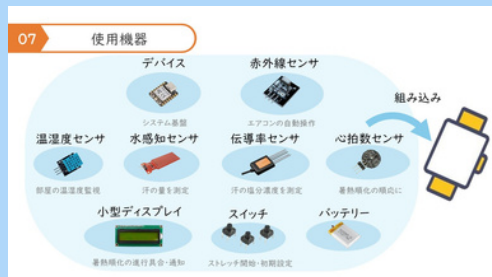 07 使用機器
デバイス
赤外線センサ
システム基盤
エアコンの自動操作
組み込み
温湿度センサ
水感知センサ
伝導率センサ
心拍数センサ
部屋の温湿度監視
汗の量を測定
汗の塩分濃度を測定
暑熱順化の順応に
小型ディスプレイ
スイッチ
バッテリー
暑熱順化の進行具合・通知
ストレッチ開始・初期設定